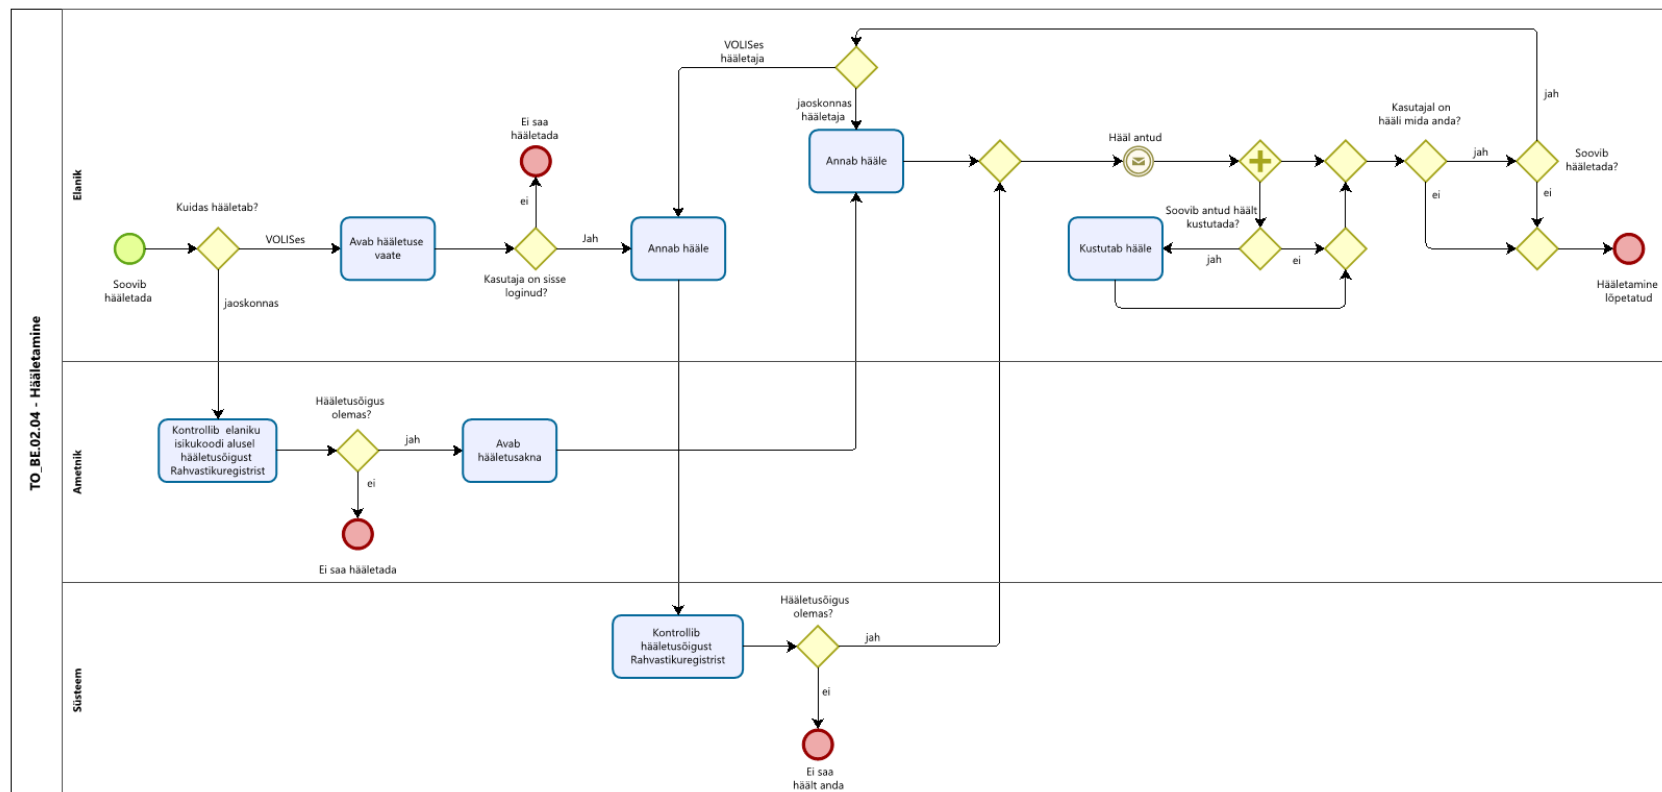 TO_BE.02.04 - Hääletamine
Elanik
Soovib
hääletada
Kuidas hääletab?
VOLISes
jaoskonnas
Avab hääletuse
vaate
Ei saa
hääletada
ei
Kasutaja on sisse
loginud?
Jah
Annab hääle
VOLISes
hääletaja
jaoskonnas
hääletaja
Annab hääle
Hääl antud
Soovib antud häält
kustutada?
jah
ei
Kustutab hääle
Kasutajal on
hääli mida anda?
jah
ei
jah
Soovib
hääletada?
ei
Hääletamine
lõpetatud
Ametnik
Kontrollib elaniku
isikukoodi alusel
hääletusõigust
Rahvastikuregistrist
Hääletusõigus
olemas?
jah
ei
Avab
hääletusakna
Ei saa hääletada
Süsteem
Kontrollib
hääletusõigust
Rahvastikuregistrist
Hääletusõigus
olemas?
jah
ei
Ei saa
häält anda